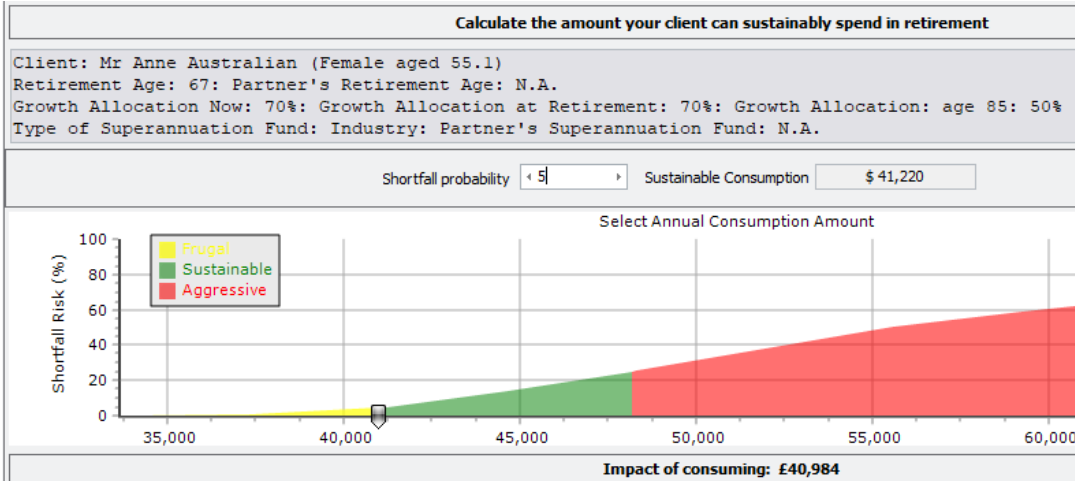 Calculate the amount your client can sustainably spend in retirement
Client: Mr Anne Australian (Female aged 55.1)
Retirement Age: 67: Partner's Retirement Age: N.A.
Growth Allocation Now: 70%: Growth Allocation at Retirement: 70%: Growth Allocation: age 85: 50%
Type of Superannuation Fund: Industry: Partner's Superannuation Fund: N.A.
Shortfall probability 5 Sustainable Consumption $ 41,220
Select Annual Consumption Amount
Shortfall Risk (%)
100
80
60
40
20
0
Frugal
Sustainable
Aggressive
35,000 40,000 45,000 50,000 55,000 60,000
Impact of consuming: £40,984